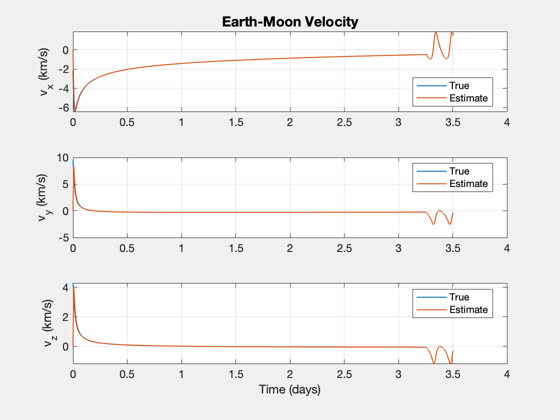 Earth-Moon Velocity
v_x (km/s)
0
-2
-4
-6
True
Estimate
0 0.5 1 1.5 2 2.5 3 3.5 4
v_y (km/s)
10
5
0
-5
True
Estimate
0 0.5 1 1.5 2 2.5 3 3.5 4
v_z (km/s)
4
2
0
True
Estimate
0 0.5 1 1.5 2 2.5 3 3.5 4
Time (days)